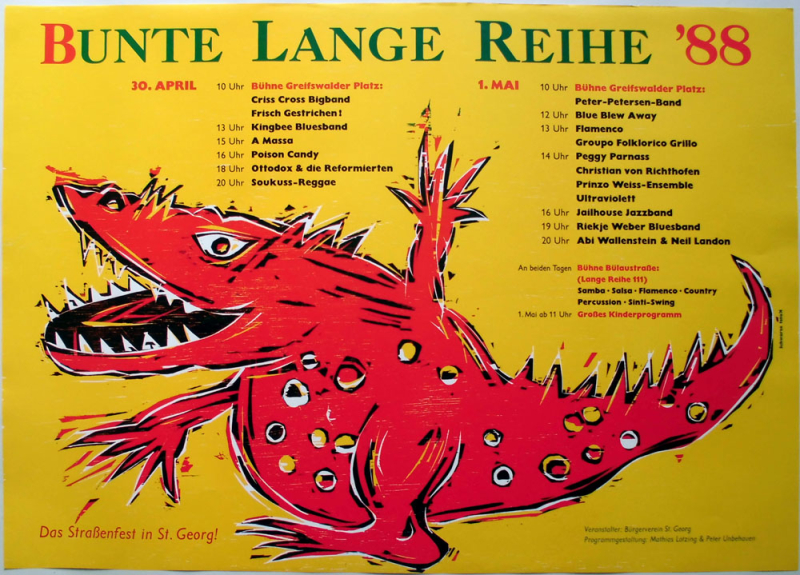 BUNTE LANGE REIHE '88
30. APRIL
10 Uhr Bühne Greifswalder Platz:
Criss Cross Bigband
Frisch Gestrichen!
13 Uhr Kingbee Bluesband
15 Uhr A Massa
16 Uhr Poison Candy
18 Uhr Ottodox & die Reformierten
20 Uhr Soukuss-Reggae
1. MAI
10 Uhr Bühne Greifswalder Platz:
Peter-Petersen-Band
12 Uhr Blue Blew Away
13 Uhr Flamenco
Groupo Folklorico Grillo
14 Uhr Peggy Parnass
Christian von Richthofen
Prinzo Weiss-Ensemble
Ultraviolett
16 Uhr Jailhouse Jazzband
19 Uhr Riekje Weber Bluesband
20 Uhr Abi Wallenstein & Neil Landon
An beiden Tagen Bühne Bülaustraße:
(Lange Reihe 111)
Samba · Salsa · Flamenco · Country
Percussion · Sinti-Swing
1. Mai ab 11 Uhr Großes Kinderprogramm
Das Straßenfest in St. Georg!
Veranstalter: Bürgerverein St. Georg
Programmgestaltung: Mathias Lotzing & Peter Unbehauen